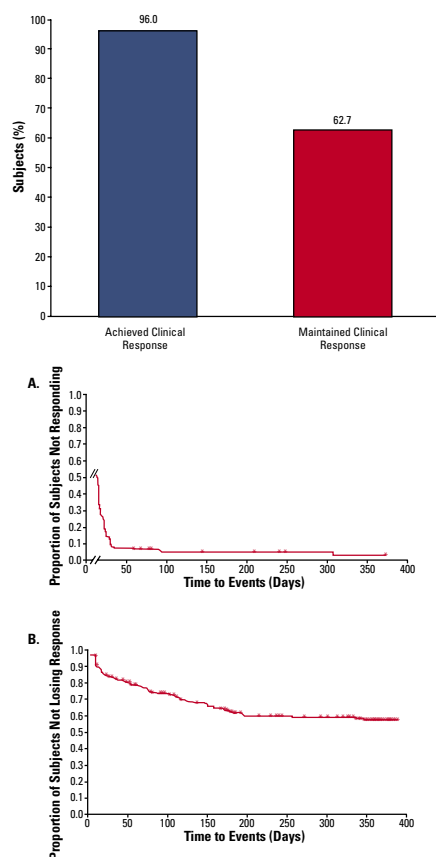 96.0
62.7
100
90
80
70
60
50
40
30
20
10
0
Subjects (%)
Achieved Clinical
Response
Maintained Clinical
Response
A.
Proportion of Subjects Not Responding
1.0
0.9
0.8
0.7
0.6
0.5
0.4
0.3
0.2
0.1
0.0
0 50 100 150 200 250 300 350 400
Time to Events (Days)
B.
Proportion of Subjects Not Losing Response
1.0
0.9
0.8
0.7
0.6
0.5
0.4
0.3
0.2
0.1
0.0
0 50 100 150 200 250 300 350 400
Time to Events (Days)